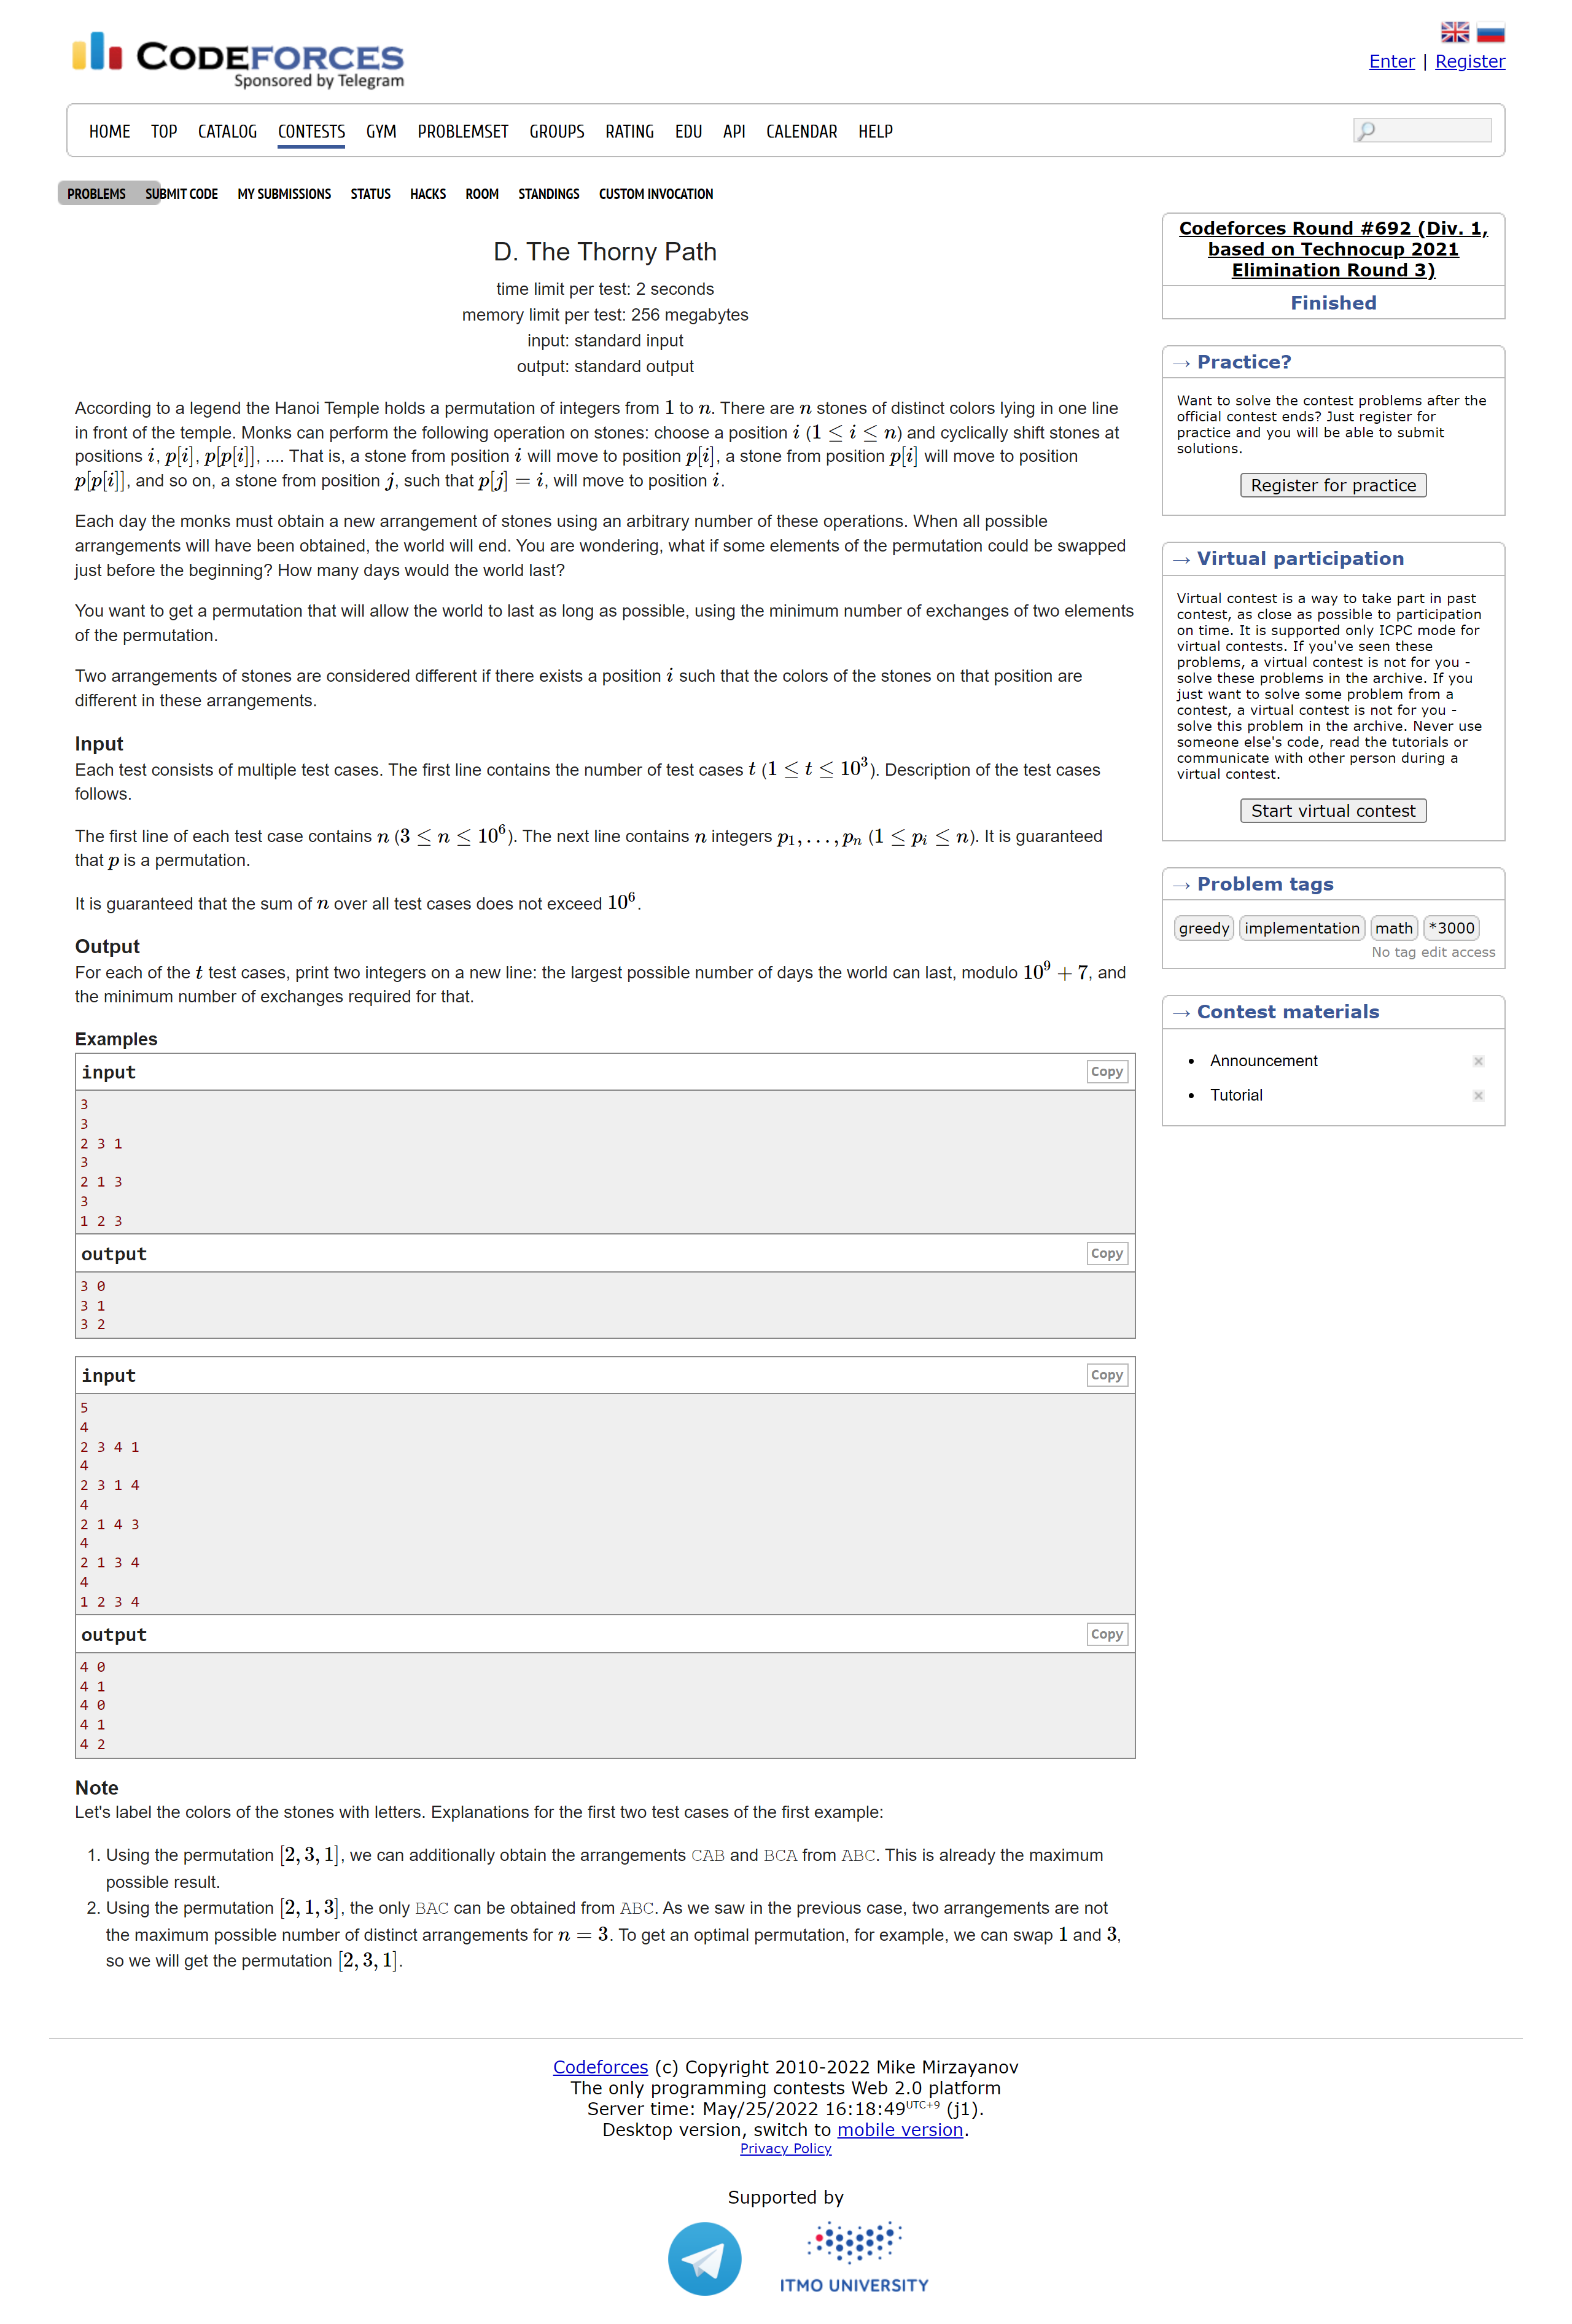 CODEFORCES
Sponsored by Telegram
Enter | Register
HOME TOP CATALOG CONTESTS GYM PROBLEMSET GROUPS RATING EDU API CALENDAR HELP
PROBLEMS SUBMIT CODE MY SUBMISSIONS STATUS HACKS ROOM STANDINGS CUSTOM INVOCATION
D. The Thorny Path
time limit per test: 2 seconds
memory limit per test: 256 megabytes
input: standard input
output: standard output
According to a legend the Hanoi Temple holds a permutation of integers from 1 to n. There are n stones of distinct colors lying in one line
in front of the temple. Monks can perform the following operation on stones: choose a position i (1 ≤ i ≤ n) and cyclically shift stones at
positions i, p[i], p[p[i]], .... That is, a stone from position i will move to position p[i], a stone from position p[i] will move to position
p[p[i]], and so on, a stone from position j, such that p[j] = i, will move to position i.
Each day the monks must obtain a new arrangement of stones using an arbitrary number of these operations. When all possible
arrangements will have been obtained, the world will end. You are wondering, what if some elements of the permutation could be swapped
just before the beginning? How many days would the world last?
You want to get a permutation that will allow the world to last as long as possible, using the minimum number of exchanges of two elements
of the permutation.
Two arrangements of stones are considered different if there exists a position i such that the colors of the stones on that position are
different in these arrangements.
Input
Each test consists of multiple test cases. The first line contains the number of test cases t (1 ≤ t ≤ 10³). Description of the test cases
follows.
The first line of each test case contains n (3 ≤ n ≤ 10⁶). The next line contains n integers p₁, . . . , pₙ (1 ≤ pᵢ ≤ n). It is guaranteed
that p is a permutation.
It is guaranteed that the sum of n over all test cases does not exceed 10⁶.
Output
For each of the t test cases, print two integers on a new line: the largest possible number of days the world can last, modulo 10⁹ + 7, and
the minimum number of exchanges required for that.
Examples
input Copy
3
3
2 3 1
3
2 1 3
3
1 2 3
output Copy
3 0
3 1
3 2
input Copy
5
4
2 3 4 1
4
2 3 1 4
4
2 1 4 3
4
2 1 3 4
4
1 2 3 4
output Copy
4 0
4 1
4 0
4 1
4 2
Note
Let's label the colors of the stones with letters. Explanations for the first two test cases of the first example:
1. Using the permutation [2, 3, 1], we can additionally obtain the arrangements CAB and BCA from ABC. This is already the maximum
possible result.
2. Using the permutation [2, 1, 3], the only BAC can be obtained from ABC. As we saw in the previous case, two arrangements are not
the maximum possible number of distinct arrangements for n = 3. To get an optimal permutation, for example, we can swap 1 and 3,
so we will get the permutation [2, 3, 1].
Codeforces Round #692 (Div. 1,
based on Technocup 2021
Elimination Round 3)
Finished
→ Practice?
Want to solve the contest problems after the
official contest ends? Just register for
practice and you will be able to submit
solutions.
Register for practice
→ Virtual participation
Virtual contest is a way to take part in past
contest, as close as possible to participation
on time. It is supported only ICPC mode for
virtual contests. If you've seen these
problems, a virtual contest is not for you -
solve these problems in the archive. If you
just want to solve some problem from a
contest, a virtual contest is not for you -
solve this problem in the archive. Never use
someone else's code, read the tutorials or
communicate with other person during a
virtual contest.
Start virtual contest
→ Problem tags
greedy implementation math *3000
No tag edit access
→ Contest materials
• Announcement
• Tutorial
Codeforces (c) Copyright 2010-2022 Mike Mirzayanov
The only programming contests Web 2.0 platform
Server time: May/25/2022 16:18:49 UTC+9 (j1).
Desktop version, switch to mobile version.
Privacy Policy
Supported by
ITMO UNIVERSITY